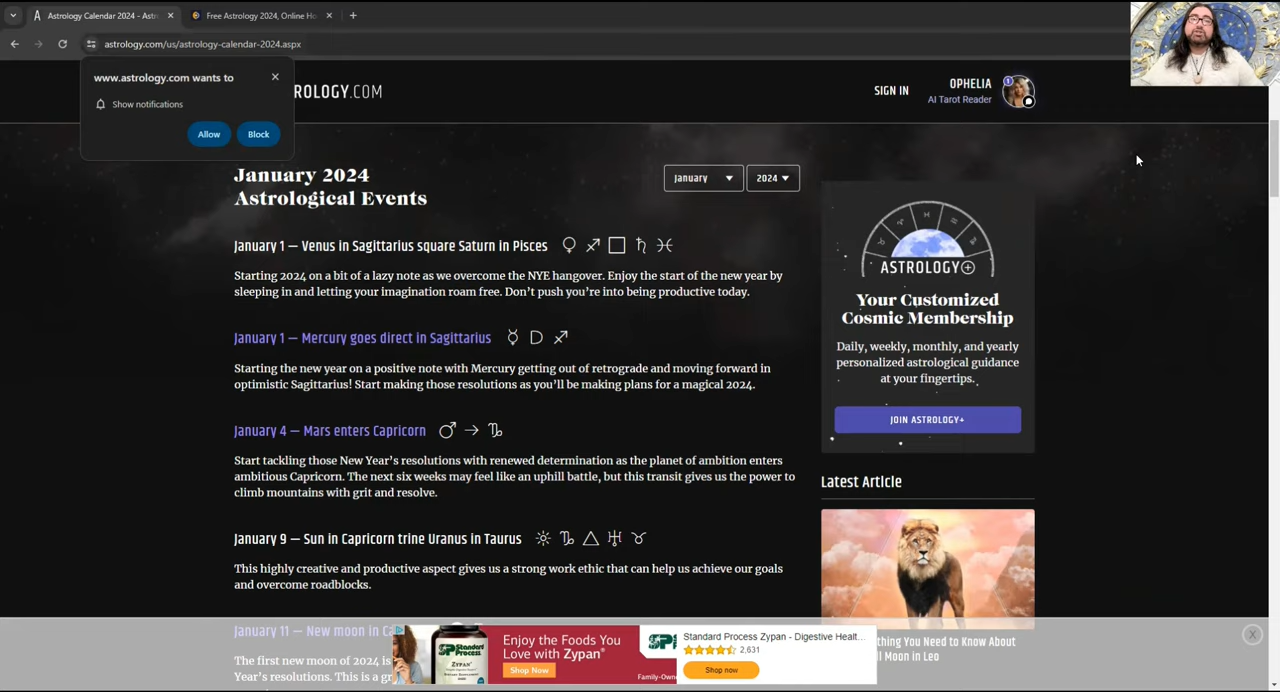 Astrology Calendar 2024 - Astr
Free Astrology 2024, Online Ho
astrology.com/us/astrology-calendar-2024.aspx
www.astrology.com wants to
Show notifications
Allow
Block
ROLOGY.COM
SIGN IN
OPHELIA
AI Tarot Reader
1
January 2024
Astrological Events
January
2024
January 1 — Venus in Sagittarius square Saturn in Pisces
Starting 2024 on a bit of a lazy note as we overcome the NYE hangover. Enjoy the start of the new year by
sleeping in and letting your imagination roam free. Don't push you're into being productive today.
January 1 — Mercury goes direct in Sagittarius
Starting the new year on a positive note with Mercury getting out of retrograde and moving forward in
optimistic Sagittarius! Start making those resolutions as you'll be making plans for a magical 2024.
January 4 — Mars enters Capricorn
Start tackling those New Year's resolutions with renewed determination as the planet of ambition enters
ambitious Capricorn. The next six weeks may feel like an uphill battle, but this transit gives us the power to
climb mountains with grit and resolve.
January 9 — Sun in Capricorn trine Uranus in Taurus
This highly creative and productive aspect gives us a strong work ethic that can help us achieve our goals
and overcome roadblocks.
January 11 — New moon in Ca
The first new moon of 2024 is
Year's resolutions. This is a gr
ASTROLOGY+
Your Customized
Cosmic Membership
Daily, weekly, monthly, and yearly
personalized astrological guidance
at your fingertips.
JOIN ASTROLOGY+
Latest Article
thing You Need to Know About
ll Moon in Leo
Standard
Process
ZYPAN
Enjoy the Foods You
Love with Zypan®
Shop Now
SP
Family-Owne
Standard Process Zypan - Digestive Healt...
2,631
Shop now
X